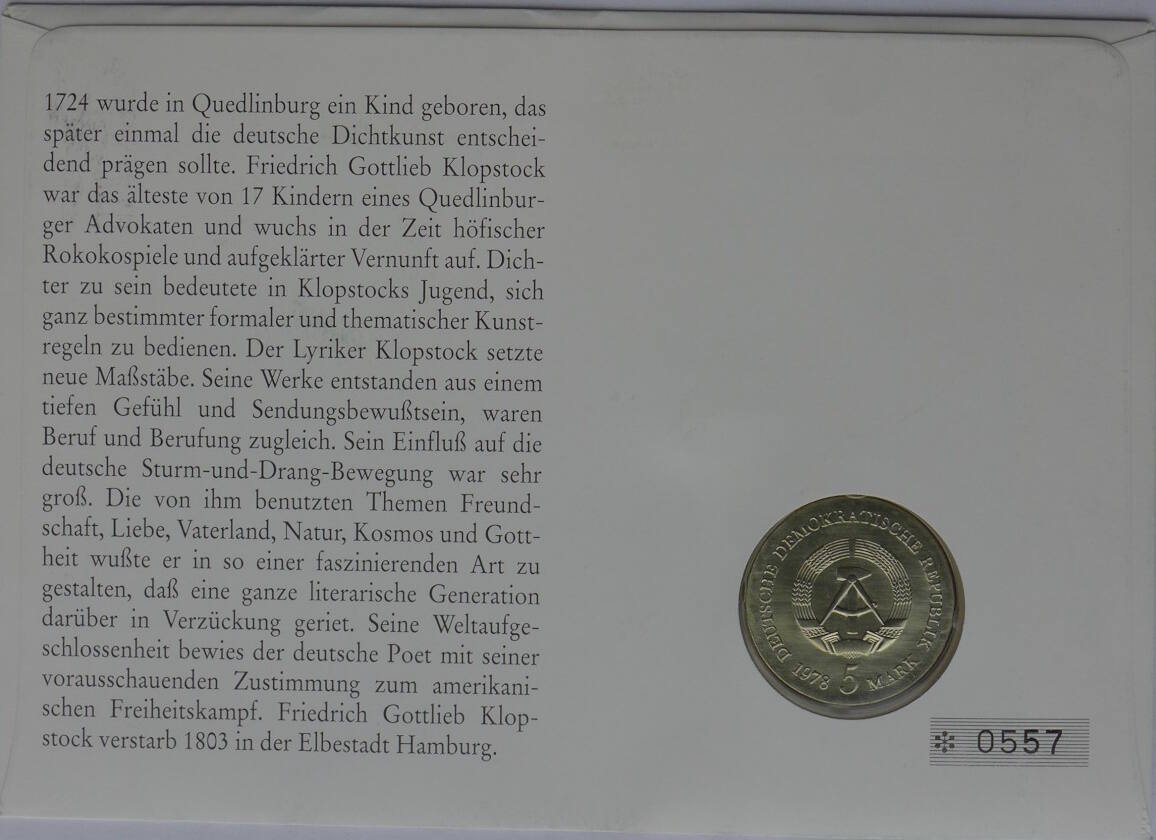 1724 wurde in Quedlinburg ein Kind geboren, das
später einmal die deutsche Dichtkunst entschei-
dend prägen sollte. Friedrich Gottlieb Klopstock
war das älteste von 17 Kindern eines Quedlinbur-
ger Advokaten und wuchs in der Zeit höfischer
Rokokospiele und aufgeklärter Vernunft auf. Dich-
ter zu sein bedeutete in Klopstocks Jugend, sich
ganz bestimmter formaler und thematischer Kunst-
regeln zu bedienen. Der Lyriker Klopstock setzte
neue Maßstäbe. Seine Werke entstanden aus einem
tiefen Gefühl und Sendungsbewußtsein, waren
Beruf und Berufung zugleich. Sein Einfluß auf die
deutsche Sturm-und-Drang-Bewegung war sehr
groß. Die von ihm benutzten Themen Freund-
schaft, Liebe, Vaterland, Natur, Kosmos und Gott-
heit wußte er in so einer faszinierenden Art zu
gestalten, daß eine ganze literarische Generation
darüber in Verzückung geriet. Seine Weltaufge-
schlossenheit bewies der deutsche Poet mit seiner
vorausschauenden Zustimmung zum amerikani-
schen Freiheitskampf. Friedrich Gottlieb Klop-
stock verstarb 1803 in der Elbestadt Hamburg.
DEUTSCHE DEMOKRATISCHE REPUBLIK
1978 5 MARK
* 0557